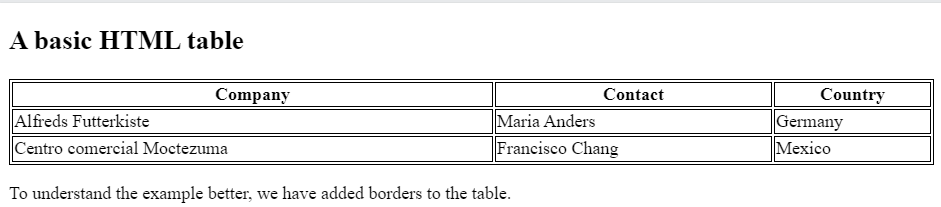 A basic HTML table
Company Contact Country
Alfreds Futterkiste Maria Anders Germany
Centro comercial Moctezuma Francisco Chang Mexico
To understand the example better, we have added borders to the table.